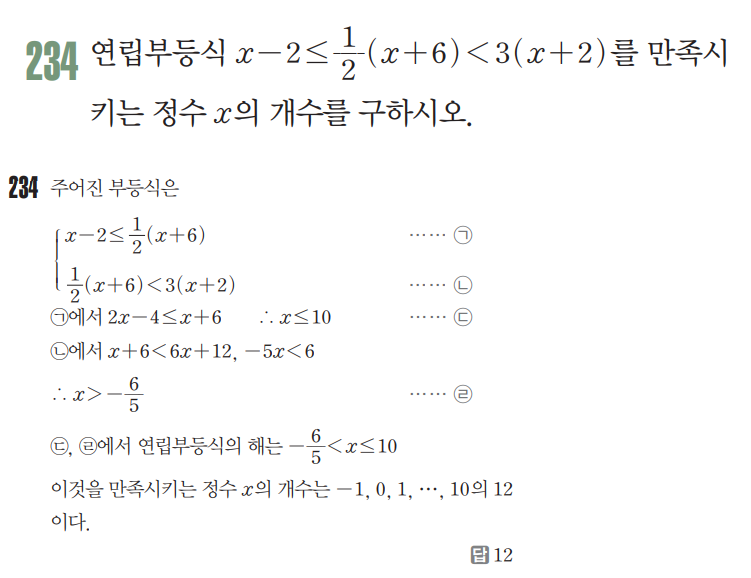 234 연립부등식 x-2≤\frac{1}{2}(x+6)<3(x+2)를 만족시
키는 정수 x의 개수를 구하시오.
234 주어진 부등식은
x-2≤\frac{1}{2}(x+6) …… ㉠
\frac{1}{2}(x+6)<3(x+2) …… ㉡
㉠에서 2x-4≤x+6 ∴ x≤10 …… ㉢
㉡에서 x+6<6x+12, -5x<6
∴ x>-\frac{6}{5} …… ㉣
㉢, ㉣에서 연립부등식의 해는 -\frac{6}{5}<x≤10
이것을 만족시키는 정수 x의 개수는 -1, 0, 1, …, 10의 12
이다.
답 12